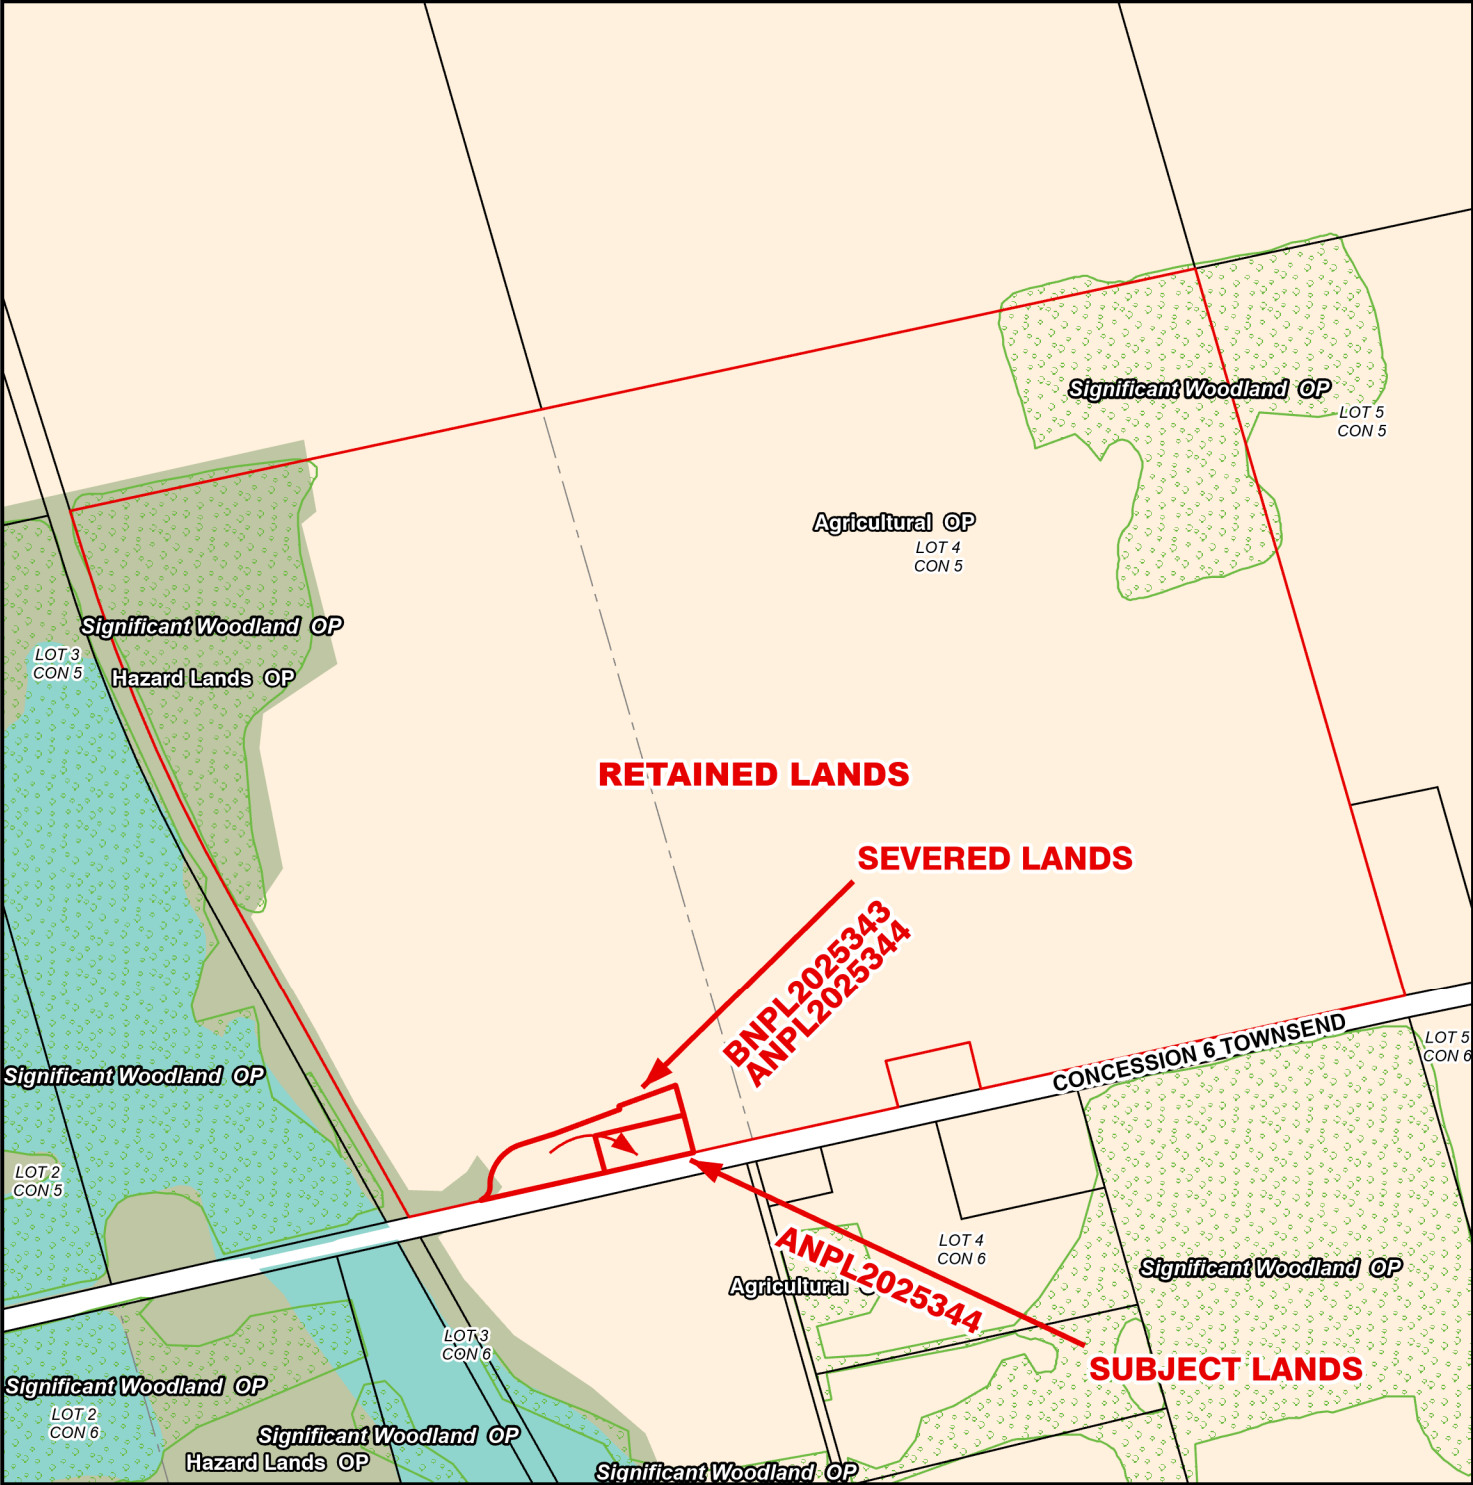 Significant Woodland OP
LOT 5
CON 5
Agricultural OP
LOT 4
CON 5
Significant Woodland OP
LOT 3
CON 5
Hazard Lands OP
RETAINED LANDS
SEVERED LANDS
BNPL2025343
ANPL2025344
CONCESSION 6 TOWNSEND
LOT 5
CON 6
Significant Woodland OP
LOT 2
CON 5
ANPL2025344
LOT 4
CON 6
Significant Woodland OP
Agricultural
LOT 3
CON 6
SUBJECT LANDS
Significant Woodland OP
LOT 2
CON 6
Significant Woodland OP
Hazard Lands OP
Significant Woodland OP